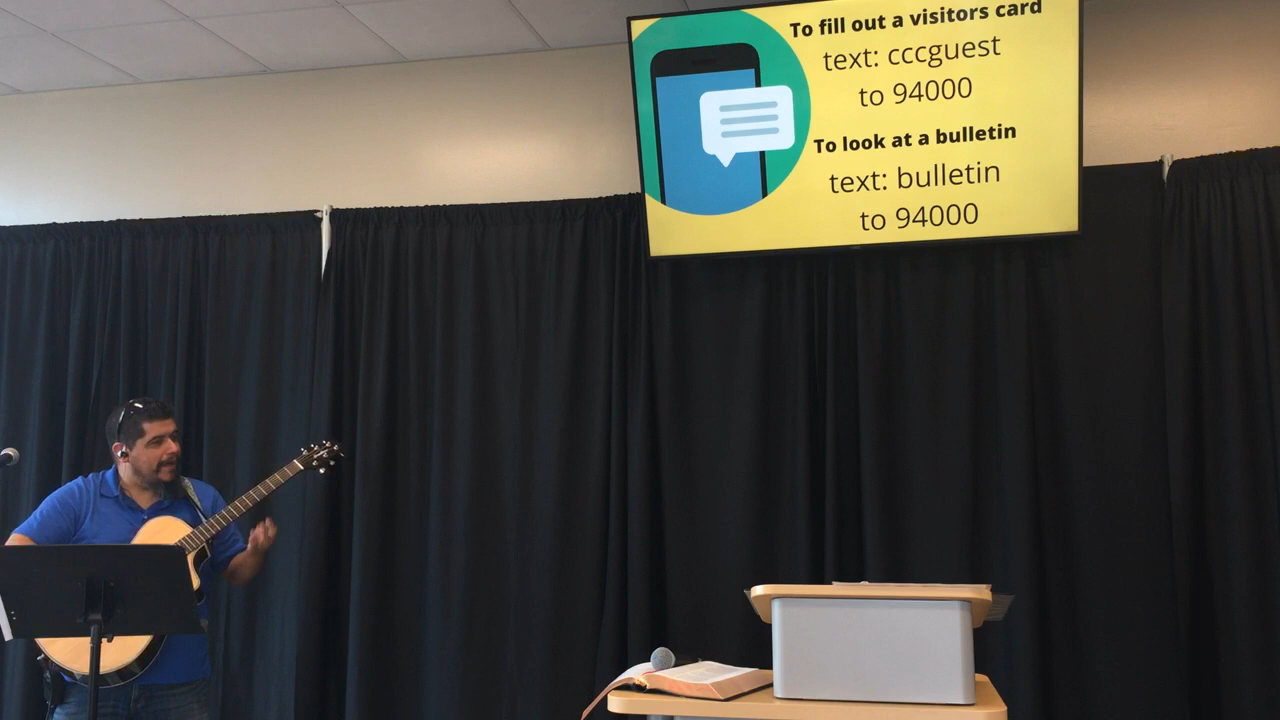 To fill out a visitors card
text: cccguest
to 94000
To look at a bulletin
text: bulletin
to 94000